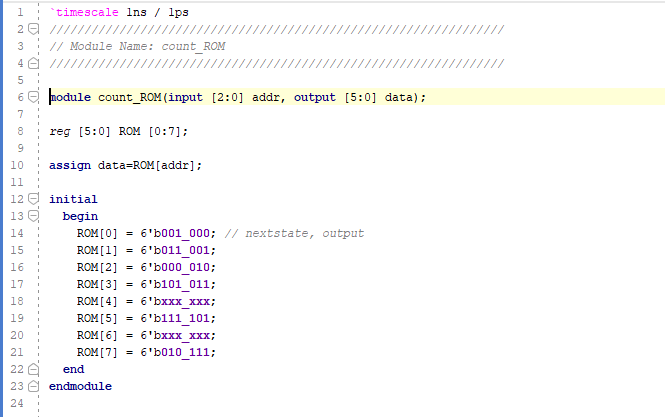 1 `timescale 1ns / 1ps
2 //////////////////////////////////////////////////////////////////
3 // Module Name: count_ROM
4 //////////////////////////////////////////////////////////////////
5
6 module count_ROM(input [2:0] addr, output [5:0] data);
7
8 reg [5:0] ROM [0:7];
9
10 assign data=ROM[addr];
11
12 initial
13 begin
14 ROM[0] = 6'b001_000; // nextstate, output
15 ROM[1] = 6'b011_001;
16 ROM[2] = 6'b000_010;
17 ROM[3] = 6'b101_011;
18 ROM[4] = 6'bxxx_xxx;
19 ROM[5] = 6'b111_101;
20 ROM[6] = 6'bxxx_xxx;
21 ROM[7] = 6'b010_111;
22 end
23 endmodule
24